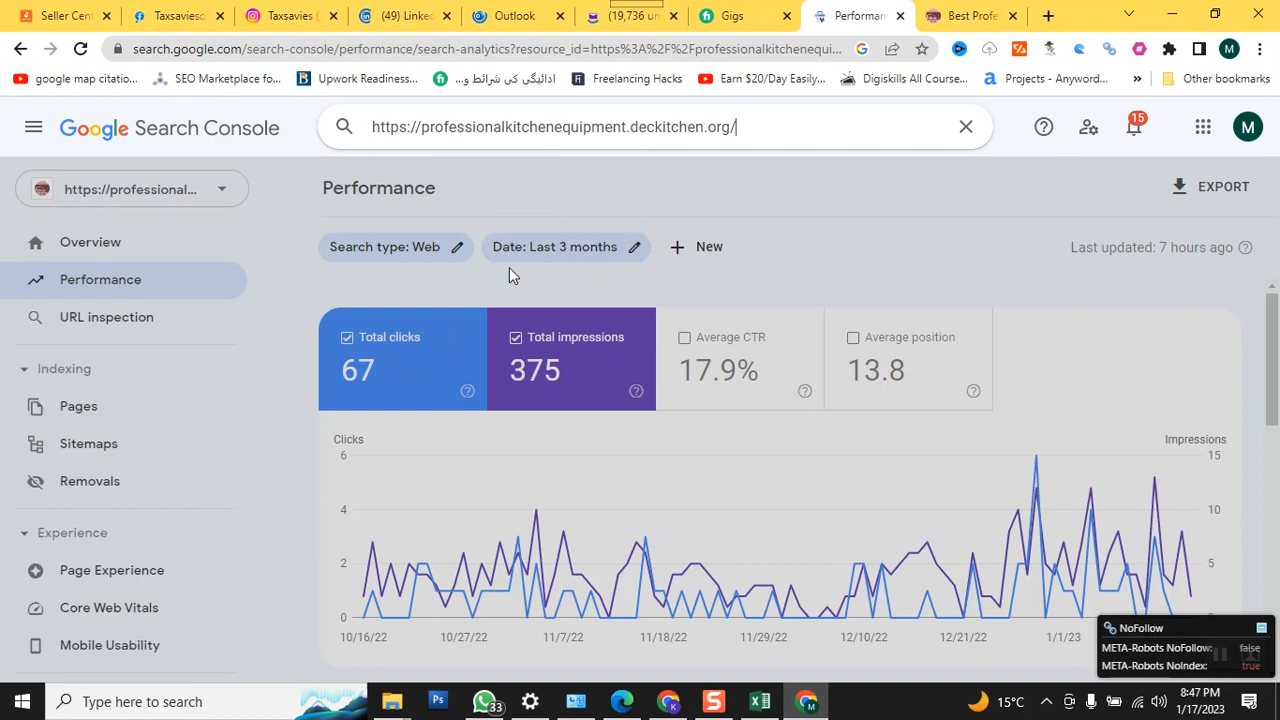 Seller Cent
Taxsavieso
Taxsavies (
(49) Linked
Outlook
(19,736 un
Gigs
Performan
Best Profe
search.google.com/search-console/performance/search-analytics?resource_id=https%3A%2F%2Fprofessionalkitchenequi...
M
google map citatio...
SEO Marketplace fo...
Upwork Readiness...
ادائیگی کی شرائط و...
Freelancing Hacks
Earn $20/Day Easily...
Digiskills All Course...
Projects - Anyword...
»
Other bookmarks
Google Search Console
https://professionalkitchenequipment.deckitchen.org/
15
M
https://professional...
Performance
EXPORT
Overview
Search type: Web
Date: Last 3 months
New
Last updated: 7 hours ago
Performance
URL inspection
Total clicks
Total impressions
Average CTR
Average position
67
375
17.9%
13.8
Indexing
Pages
Sitemaps
Removals
Experience
Page Experience
Core Web Vitals
Mobile Usability
Clicks
Impressions
6
15
4
10
2
5
0
10/16/22
10/27/22
11/7/22
11/18/22
11/29/22
12/10/22
12/21/22
1/1/23
NoFollow
META-Robots NoFollow: false
META-Robots NoIndex: true
Type here to search
Ps
33
15°C
8:47 PM
1/17/2023